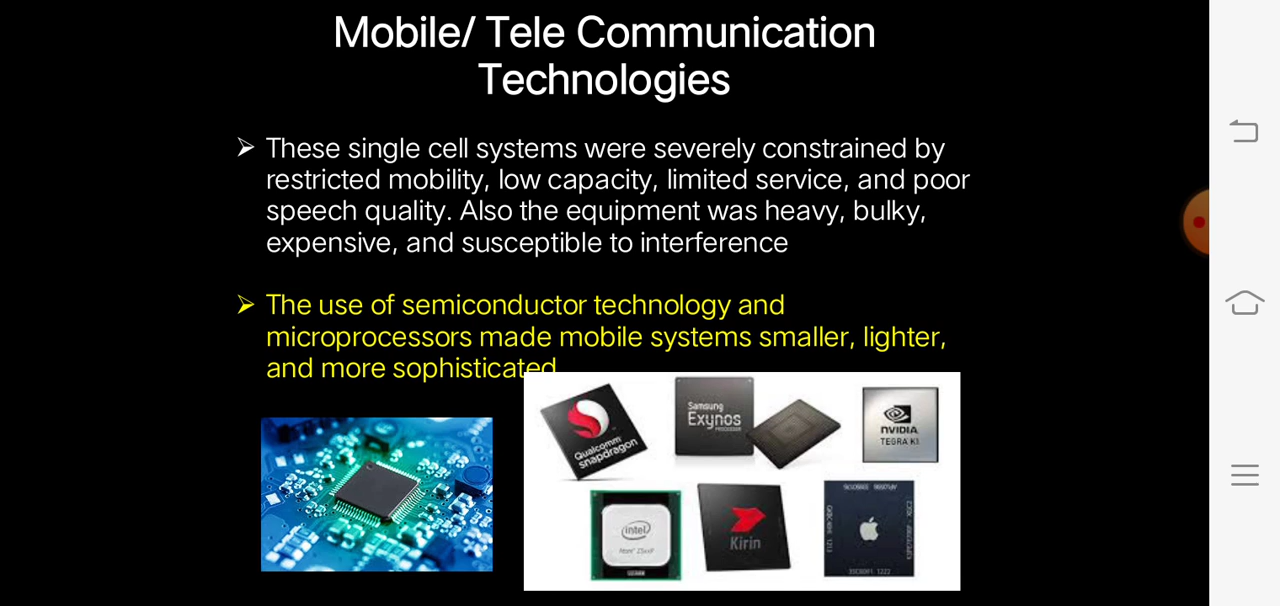 Mobile/ Tele Communication
Technologies
➢ These single cell systems were severely constrained by
restricted mobility, low capacity, limited service, and poor
speech quality. Also the equipment was heavy, bulky,
expensive, and susceptible to interference
➢ The use of semiconductor technology and
microprocessors made mobile systems smaller, lighter,
and more sophisticated
Qualcomm
snapdragon
Samsung
Exynos
PROCESSOR
NVIDIA
TEGRA K1
intel
Kirin